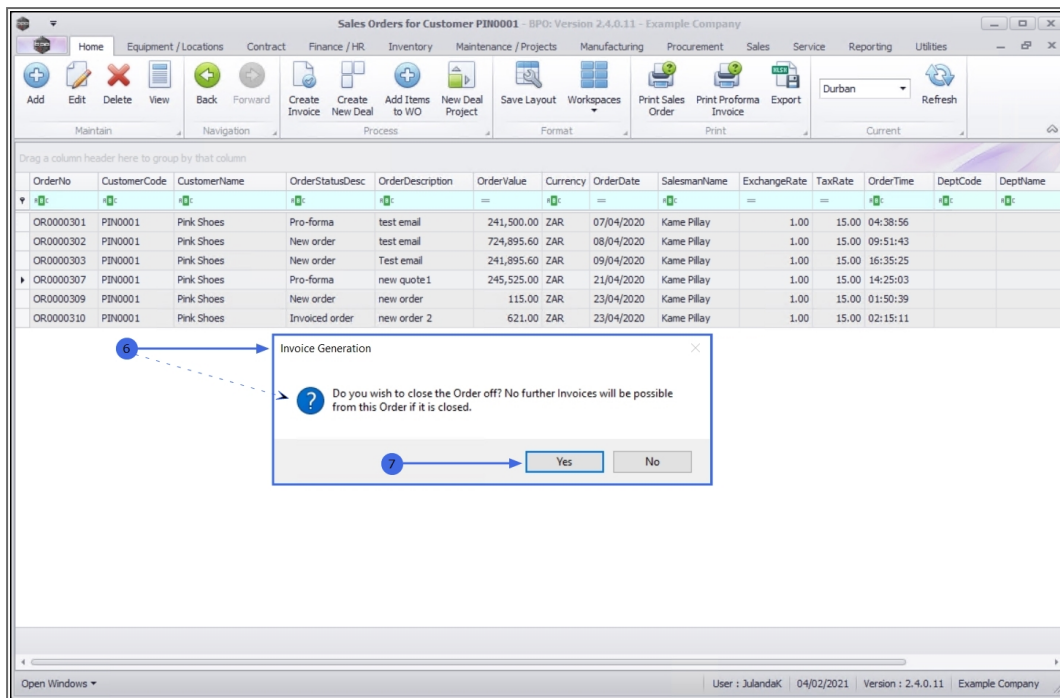 Sales Orders for Customer PIN0001 - BPO: Version 2.4.0.11 - Example Company
Home Equipment / Locations Contract Finance / HR Inventory Maintenance / Projects Manufacturing Procurement Sales Service Reporting Utilities
Add Edit Delete View Back Forward Create Invoice Create New Deal Add Items to WO New Deal Project Save Layout Workspaces Print Sales Order Print Proforma Invoice Export Durban Refresh
Maintain Navigation Process Format Print Current
Drag a column header here to group by that column
OrderNo CustomerCode CustomerName OrderStatusDesc OrderDescription OrderValue Currency OrderDate SalesmanName ExchangeRate TaxRate OrderTime DeptCode DeptName
OR0000301 PIN0001 Pink Shoes Pro-forma test email 241,500.00 ZAR 07/04/2020 Kame Pillay 1.00 15.00 04:38:56
OR0000302 PIN0001 Pink Shoes New order test email 724,895.60 ZAR 08/04/2020 Kame Pillay 1.00 15.00 09:51:43
OR0000303 PIN0001 Pink Shoes New order Test email 241,895.60 ZAR 09/04/2020 Kame Pillay 1.00 15.00 16:35:25
OR0000307 PIN0001 Pink Shoes Pro-forma new quote1 245,525.00 ZAR 21/04/2020 Kame Pillay 1.00 15.00 14:25:03
OR0000309 PIN0001 Pink Shoes New order new order 115.00 ZAR 23/04/2020 Kame Pillay 1.00 15.00 01:50:39
OR0000310 PIN0001 Pink Shoes Invoiced order new order 2 621.00 ZAR 23/04/2020 Kame Pillay 1.00 15.00 02:15:11
6
Invoice Generation
Do you wish to close the Order off? No further Invoices will be possible
from this Order if it is closed.
7
Yes No
Open Windows User : JulandaK 04/02/2021 Version : 2.4.0.11 Example Company